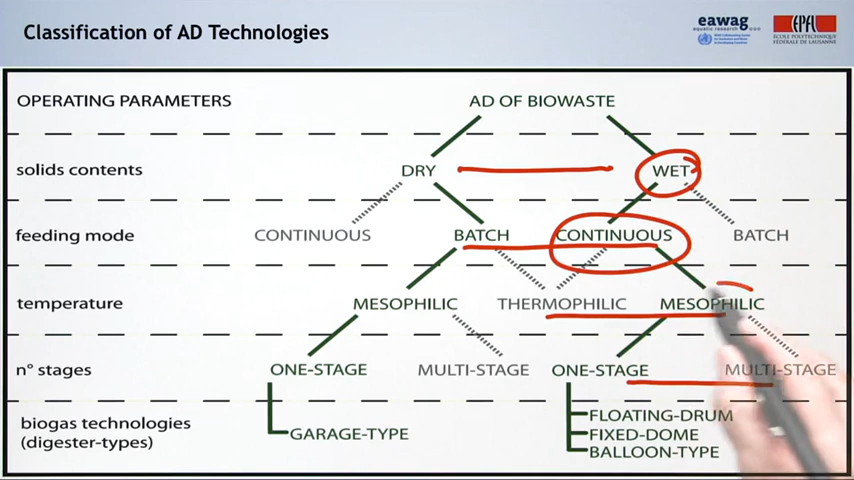 Classification of AD Technologies
eawag
aquatic research
EPFL
ÉCOLE POLYTECHNIQUE
FÉDÉRALE DE LAUSANNE
OPERATING PARAMETERS AD OF BIOWASTE
solids contents DRY WET
feeding mode CONTINUOUS BATCH CONTINUOUS BATCH
temperature MESOPHILIC THERMOPHILIC MESOPHILIC
n° stages ONE-STAGE MULTI-STAGE ONE-STAGE MULTI-STAGE
biogas technologies
(digester-types)
GARAGE-TYPE
FLOATING-DRUM
FIXED-DOME
BALLOON-TYPE